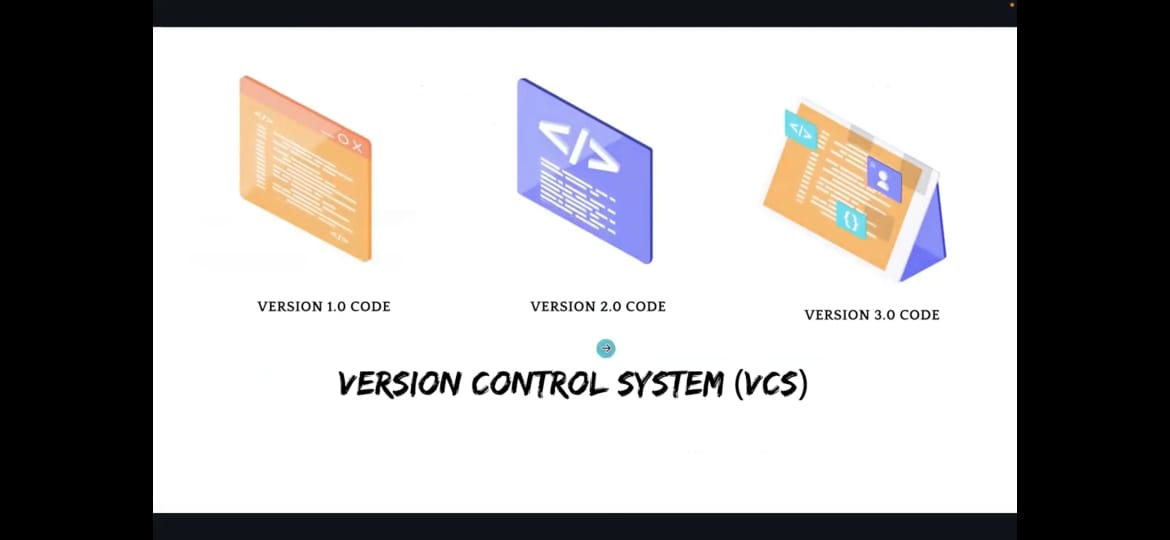 </>
</>
</>
</>
{}
VERSION 1.0 CODE
VERSION 2.0 CODE
VERSION 3.0 CODE
VERSION CONTROL SYSTEM (VCS)